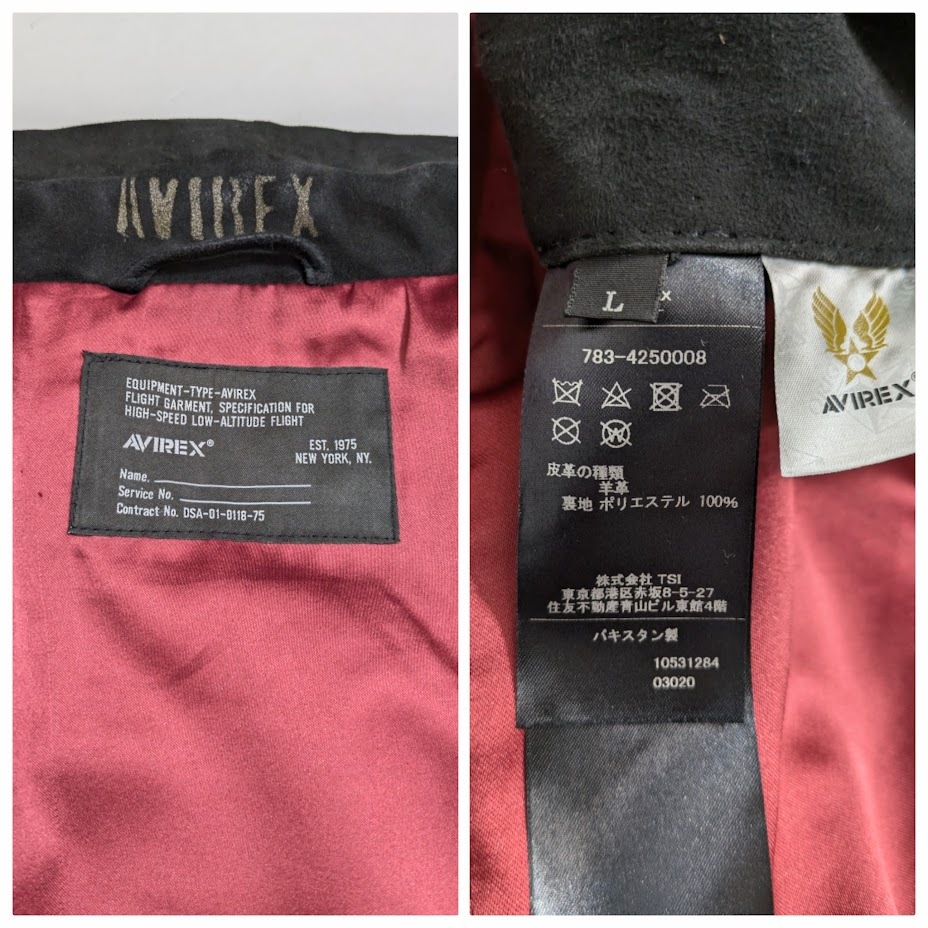 AVIREX
EQUIPMENT-TYPE-AVIREX
FLIGHT GARMENT, SPECIFICATION FOR
HIGH-SPEED LOW-ALTITUDE FLIGHT
AVIREX®
EST. 1975
NEW YORK, NY.
Name.
Service No.
Contract No. DSA-01-0118-75
L
x
783-4250008
W
皮革の種類
羊革
裏地 ポリエステル 100%
株式会社 TSI
東京都港区赤坂8-5-27
住友不動産青山ビル東館4階
パキスタン製
10531284
03020
AVIREX®